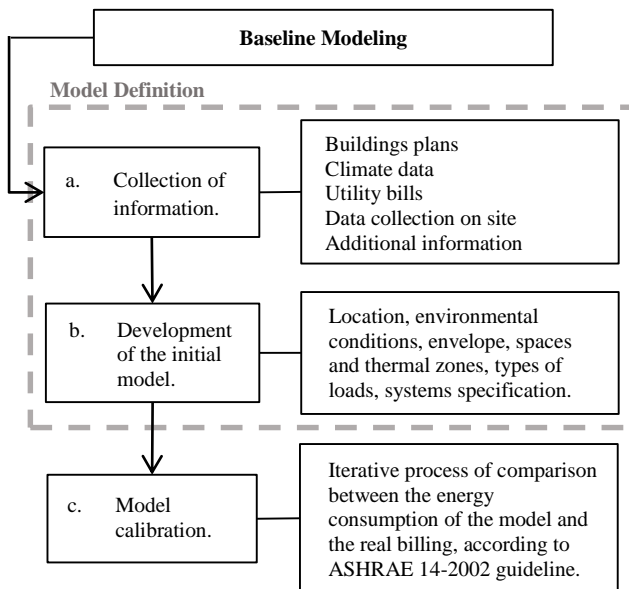 Baseline Modeling
Model Definition
a. Collection of
information.
Buildings plans
Climate data
Utility bills
Data collection on site
Additional information
b. Development
of the initial
model.
Location, environmental
conditions, envelope, spaces
and thermal zones, types of
loads, systems specification.
c. Model
calibration.
Iterative process of comparison
between the energy
consumption of the model and
the real billing, according to
ASHRAE 14-2002 guideline.